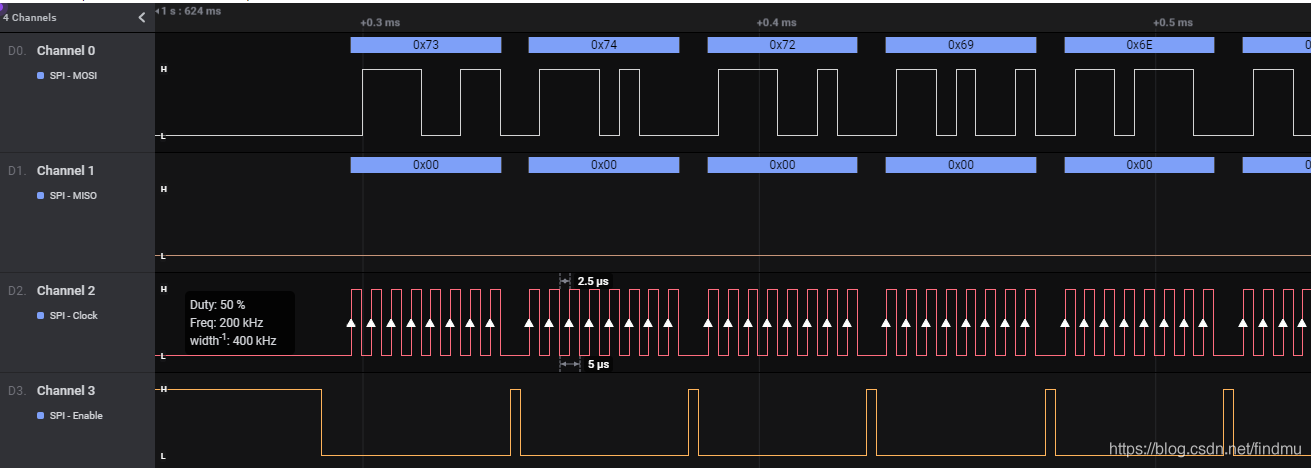 4 Channels
1 s : 624 ms
+0.3 ms
+0.4 ms
+0.5 ms
D0. Channel 0
SPI - MOSI
H
L
0x73
0x74
0x72
0x69
0x6E
0
D1. Channel 1
SPI - MISO
H
L
0x00
0x00
0x00
0x00
0x00
0
D2. Channel 2
SPI - Clock
H
L
Duty: 50 %
Freq: 200 kHz
width-1: 400 kHz
2.5 µs
5 µs
D3. Channel 3
SPI - Enable
H
L
https://blog.csdn.net/findmu